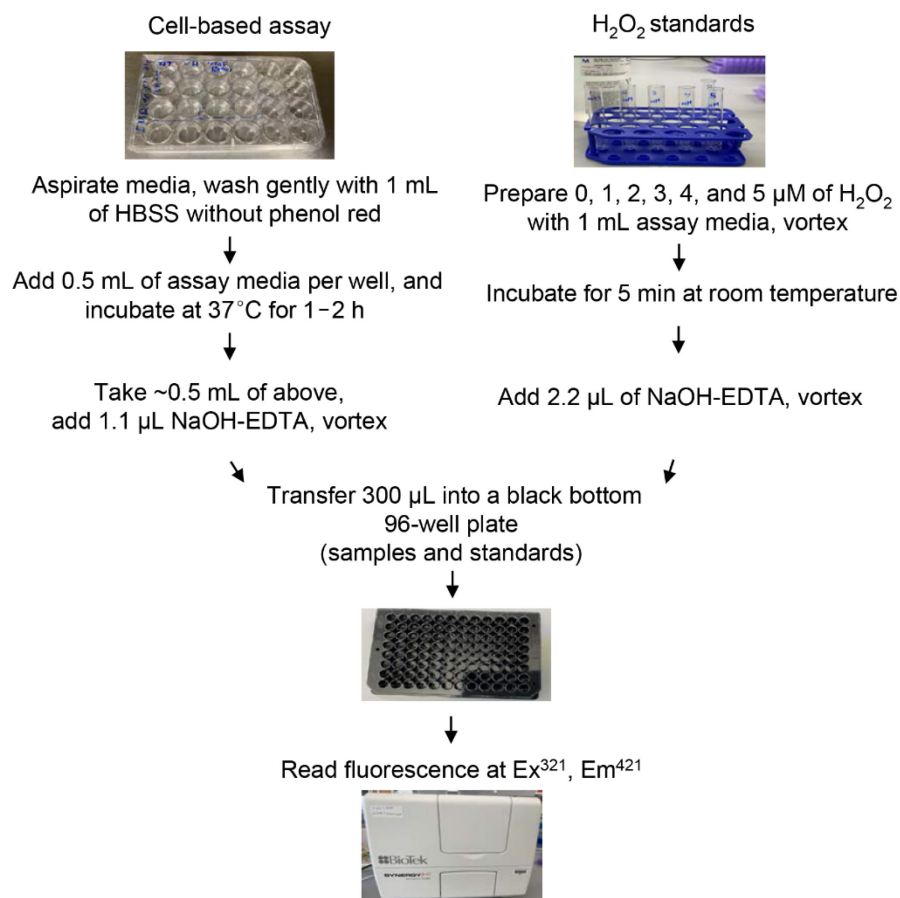 Cell-based assay
Aspirate media, wash gently with 1 mL
of HBSS without phenol red
Add 0.5 mL of assay media per well, and
incubate at 37°C for 1−2 h
Take ~0.5 mL of above,
add 1.1 µL NaOH-EDTA, vortex
H₂O₂ standards
Prepare 0, 1, 2, 3, 4, and 5 µM of H₂O₂
with 1 mL assay media, vortex
Incubate for 5 min at room temperature
Add 2.2 µL of NaOH-EDTA, vortex
Transfer 300 µL into a black bottom
96-well plate
(samples and standards)
Read fluorescence at Ex³²¹, Em⁴²¹
BioTek
SYNERGY